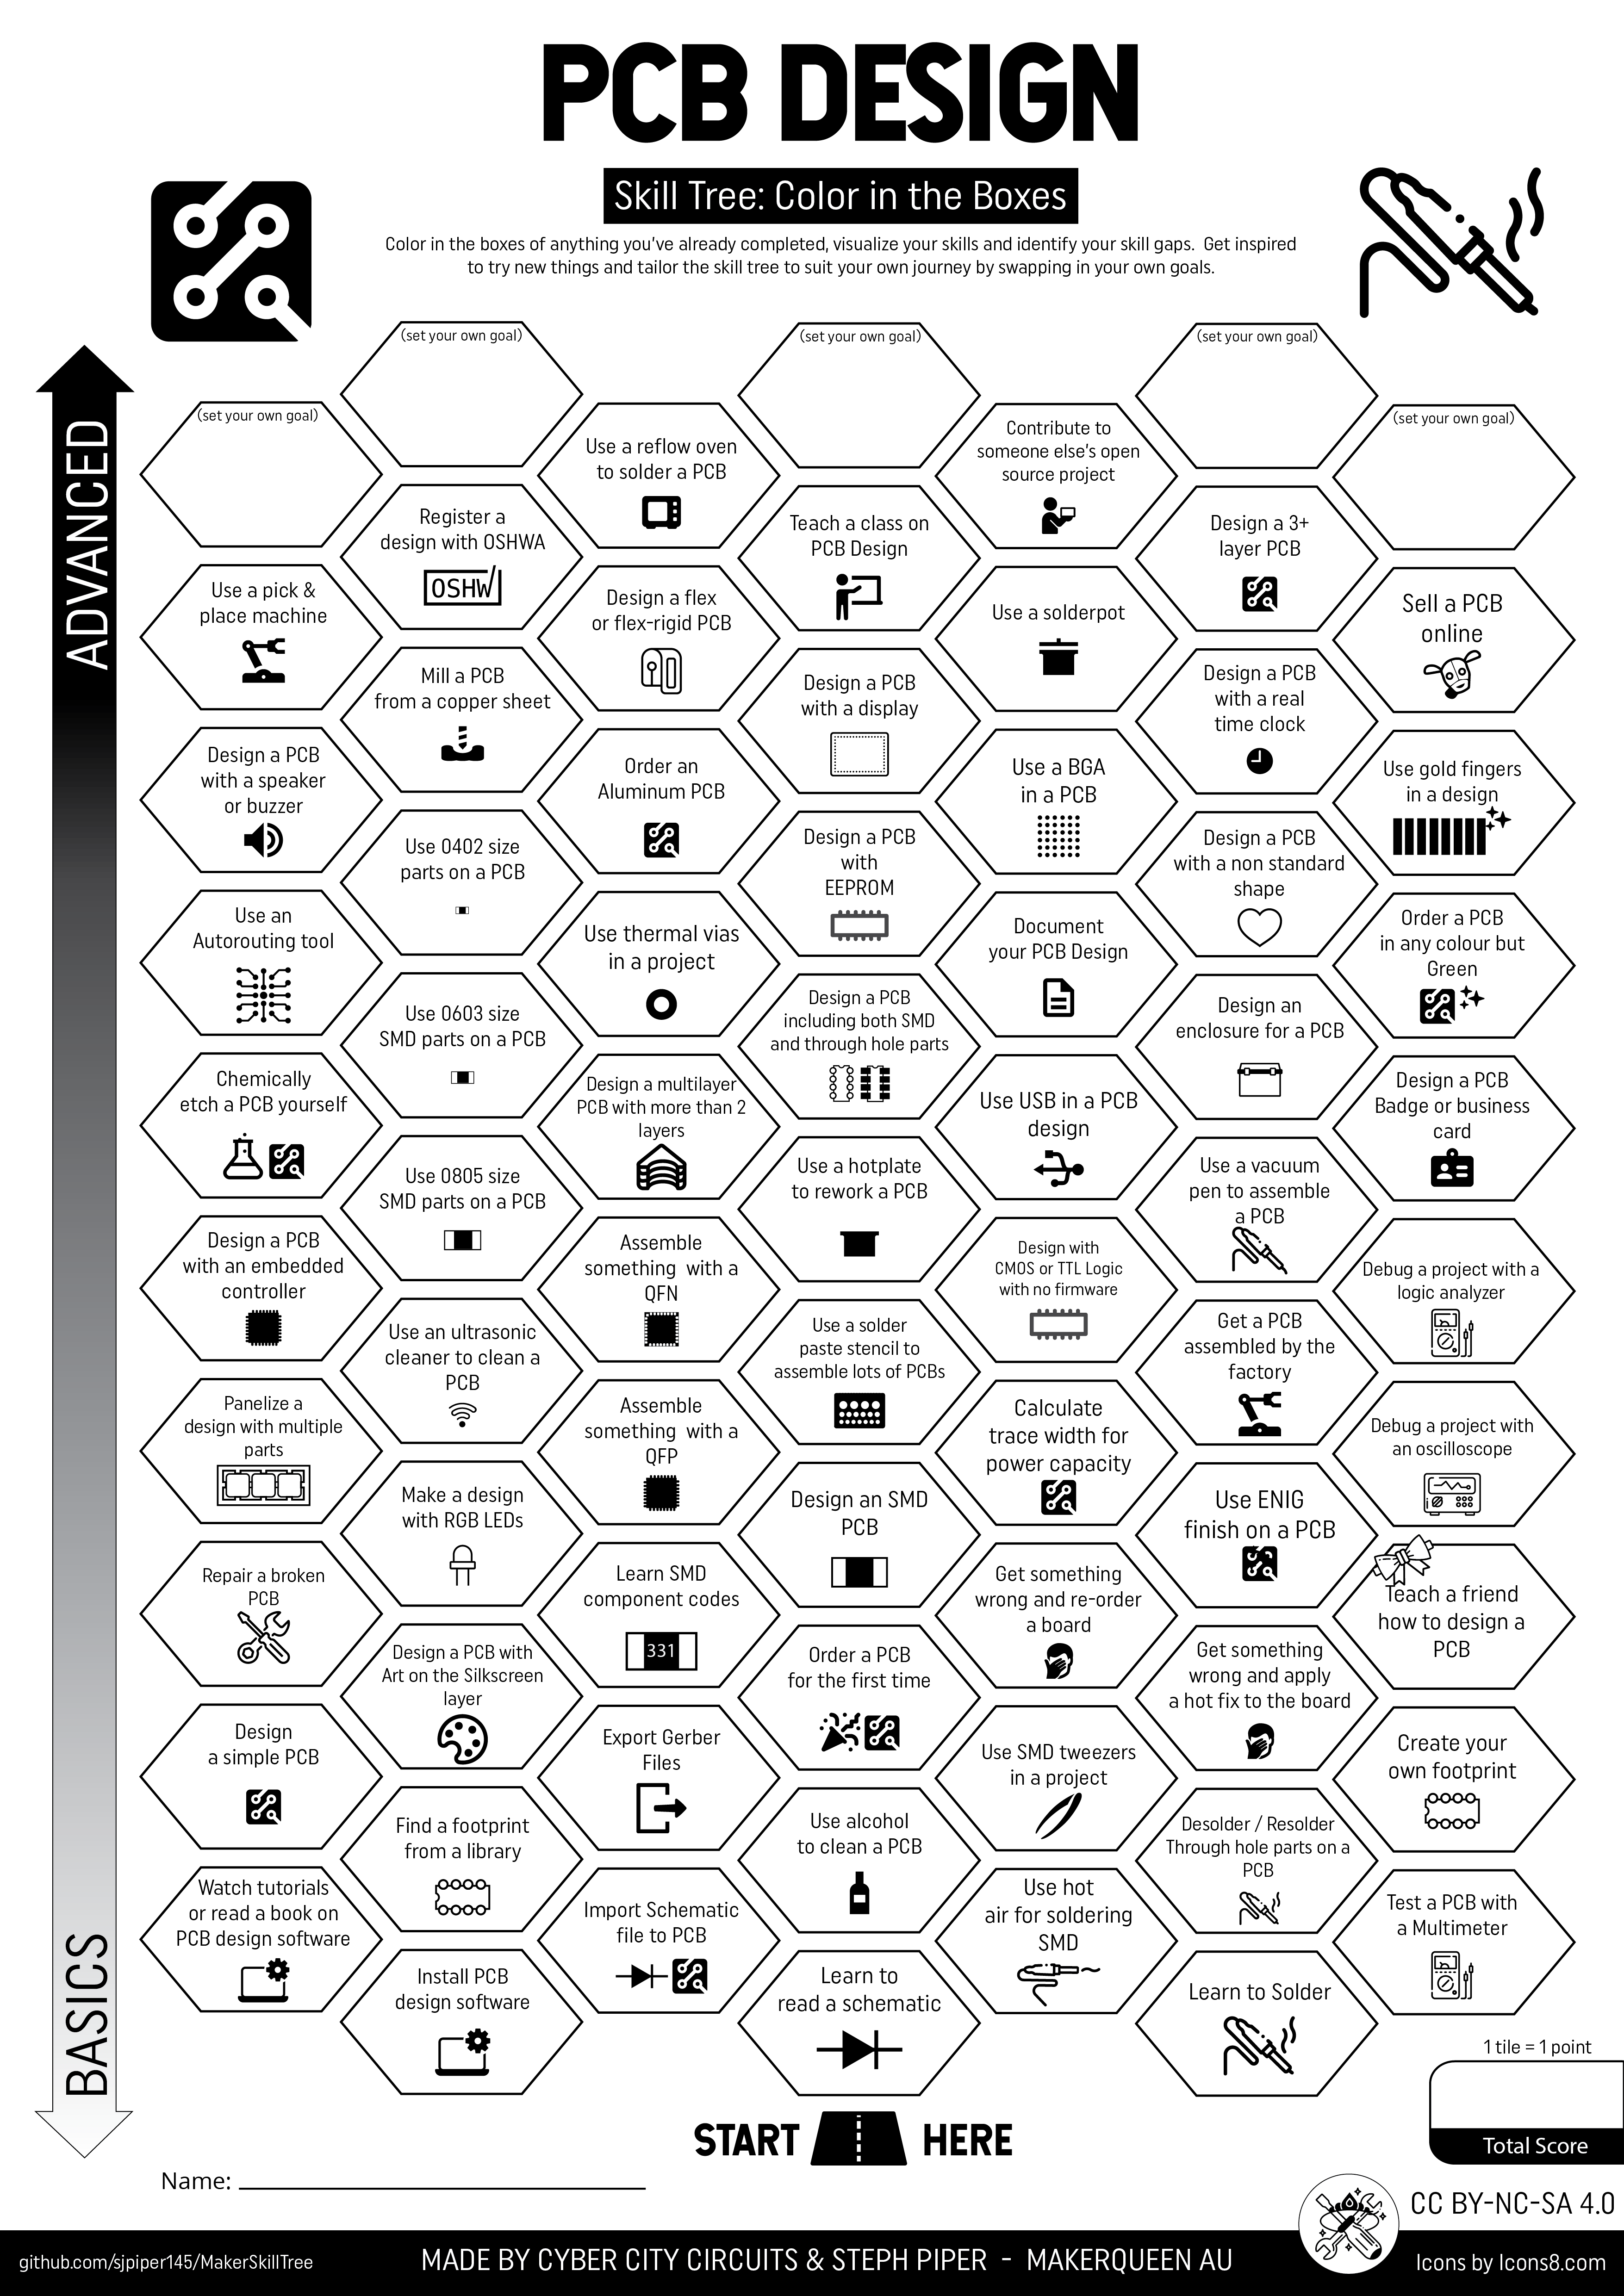 PCB DESIGN
Skill Tree: Color in the Boxes
Color in the boxes of anything you've already completed, visualize your skills and identify your skill gaps. Get inspired
to try new things and tailor the skill tree to suit your own journey by swapping in your own goals.
ADVANCED
BASICS
(set your own goal)
(set your own goal)
(set your own goal)
(set your own goal)
(set your own goal)
Use a reflow oven
to solder a PCB
Contribute to
someone else's open
source project
Register a
design with OSHWA
OSHW
Teach a class on
PCB Design
Design a 3+
layer PCB
Use a pick &
place machine
Design a flex
or flex-rigid PCB
Use a solderpot
Sell a PCB
online
Mill a PCB
from a copper sheet
Design a PCB
with a display
Design a PCB
with a real
time clock
Design a PCB
with a speaker
or buzzer
Order an
Aluminum PCB
Use a BGA
in a PCB
Use gold fingers
in a design
Use 0402 size
parts on a PCB
Design a PCB
with
EEPROM
Design a PCB
with a non standard
shape
Use an
Autorouting tool
Use thermal vias
in a project
Document
your PCB Design
Order a PCB
in any colour but
Green
Use 0603 size
SMD parts on a PCB
Design a PCB
including both SMD
and through hole parts
Design an
enclosure for a PCB
Chemically
etch a PCB yourself
Design a multilayer
PCB with more than 2
layers
Use USB in a PCB
design
Design a PCB
Badge or business
card
Use 0805 size
SMD parts on a PCB
Use a hotplate
to rework a PCB
Use a vacuum
pen to assemble
a PCB
Design a PCB
with an embedded
controller
Assemble
something with a
QFN
Design with
CMOS or TTL Logic
with no firmware
Debug a project with a
logic analyzer
Use an ultrasonic
cleaner to clean a
PCB
Use a solder
paste stencil to
assemble lots of PCBs
Get a PCB
assembled by the
factory
Panelize a
design with multiple
parts
Assemble
something with a
QFP
Calculate
trace width for
power capacity
Debug a project with
an oscilloscope
Make a design
with RGB LEDs
Design an SMD
PCB
Use ENIG
finish on a PCB
Repair a broken
PCB
Learn SMD
component codes
331
Get something
wrong and re-order
a board
Teach a friend
how to design a
PCB
Design a PCB with
Art on the Silkscreen
layer
Order a PCB
for the first time
Get something
wrong and apply
a hot fix to the board
Design
a simple PCB
Export Gerber
Files
Use SMD tweezers
in a project
Create your
own footprint
Find a footprint
from a library
Use alcohol
to clean a PCB
Desolder / Resolder
Through hole parts on a
PCB
Watch tutorials
or read a book on
PCB design software
Import Schematic
file to PCB
Use hot
air for soldering
SMD
Test a PCB with
a Multimeter
Install PCB
design software
Learn to
read a schematic
Learn to Solder
1 tile = 1 point
Total Score
START HERE
Name:
CC BY-NC-SA 4.0
github.com/sjpiper145/MakerSkillTree
MADE BY CYBER CITY CIRCUITS & STEPH PIPER - MAKERQUEEN AU
Icons by Icons8.com